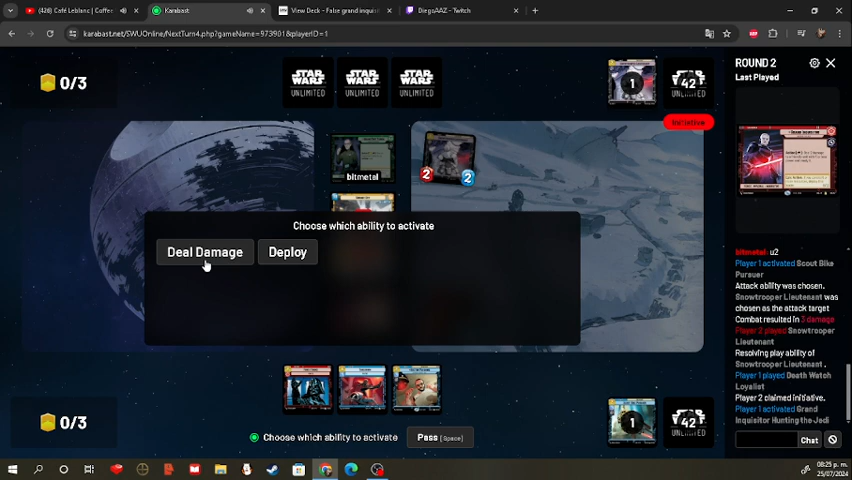 (426) Café Leblanc | Coffee
Karabast
View Deck - False grand inquis
DiegoAAZ - Twitch
karabast.net/SWUOnline/NextTurn4.php?gameName=973901&playerID=1
0/3
STAR WARS UNLIMITED
STAR WARS UNLIMITED
STAR WARS UNLIMITED
1
42
ROUND 2
Last Played
Initiative
bitmetal
2
2
Choose which ability to activate
Deal Damage
Deploy
bitmetal: u2
Player 1 activated Scout Bike
Pursuer
Attack ability was chosen.
Snowtrooper Lieutenant was
chosen as the attack target
Combat resulted in 3 damage
Player 2 played Snowtrooper
Lieutenant
Resolving play ability of
Snowtrooper Lieutenant.
Player 1 played Death Watch
Loyalist
Player 2 claimed initiative.
Player 1 activated Grand
Inquisitor Hunting the Jedi
0/3
1
42
Choose which ability to activate
Pass [Space]
Chat
08:25 p. m.
25/07/2024